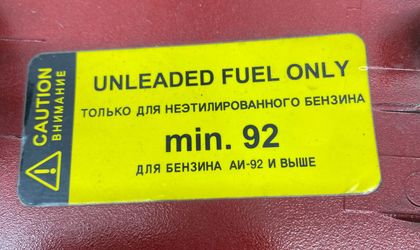 CAUTION
ВНИМАНИЕ
UNLEADED FUEL ONLY
ТОЛЬКО ДЛЯ НЕЭТИЛИРОВАННОГО БЕНЗИНА
min. 92
ДЛЯ БЕНЗИНА АИ-92 И ВЫШЕ